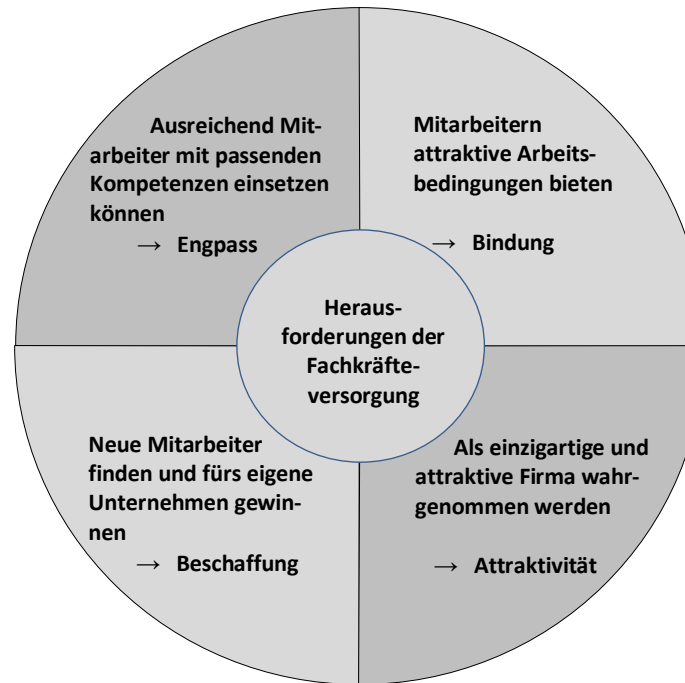 Ausreichend Mit-
arbeiter mit passenden
Kompetenzen einsetzen
können
→ Engpass
Mitarbeitern
attraktive Arbeits-
bedingungen bieten
→ Bindung
Heraus-
forderungen der
Fachkräfte-
versorgung
Neue Mitarbeiter
finden und fürs eigene
Unternehmen gewin-
nen
→ Beschaffung
Als einzigartige und
attraktive Firma wahr-
genommen werden
→ Attraktivität